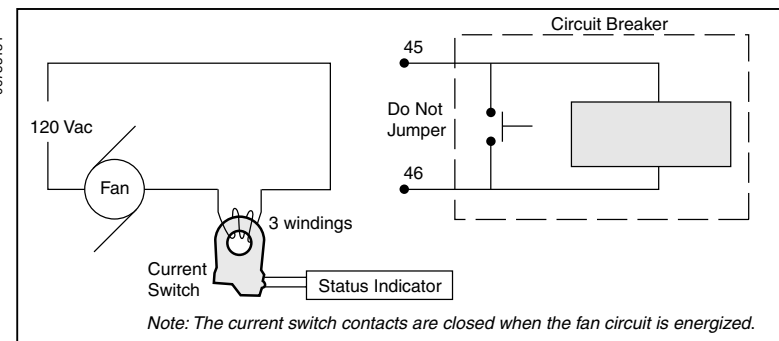 Circuit Breaker
45
120 Vac
Do Not
Jumper
Fan
46
3 windings
Current
Switch
Status Indicator
Note: The current switch contacts are closed when the fan circuit is energized.